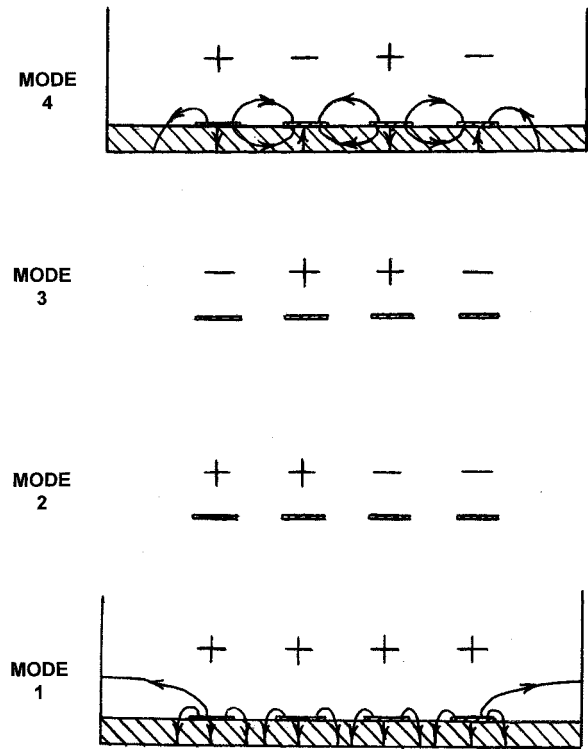 MODE
4
+ − + −
MODE
3
− + + −
MODE
2
+ + − −
MODE
1
+ + + +